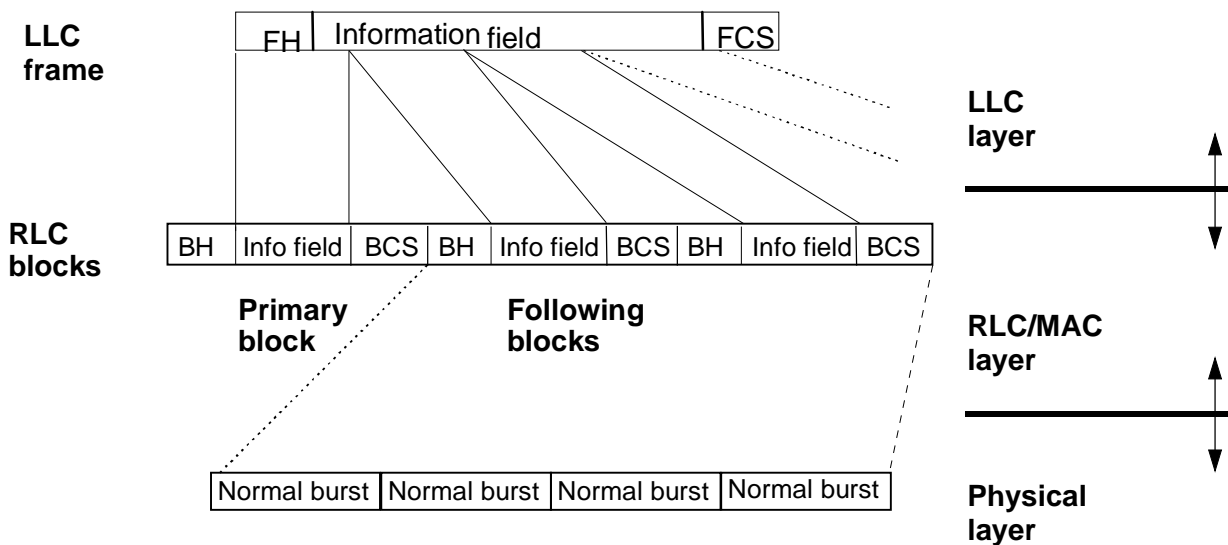 LLC
frame
FH
Information field
FCS
LLC
layer
RLC
blocks
BH
Info field
BCS
BH
Info field
BCS
BH
Info field
BCS
Primary
block
Following
blocks
RLC/MAC
layer
Normal burst
Normal burst
Normal burst
Normal burst
Physical
layer